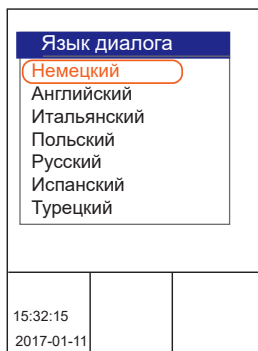 Язык диалога
Немецкий
Английский
Итальянский
Польский
Русский
Испанский
Турецкий
15:32:15
2017-01-11